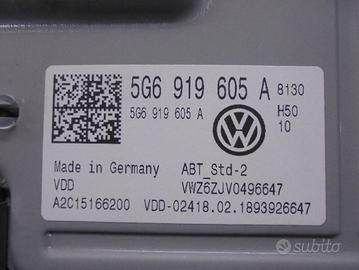 5G6 919 605 A 8130
5G6 919 605 A
H50
10
Made in Germany ABT_Std-2
VDD VWZ6ZJV0496647
A2C15166200 VDD-02418.02.1893926647
subito